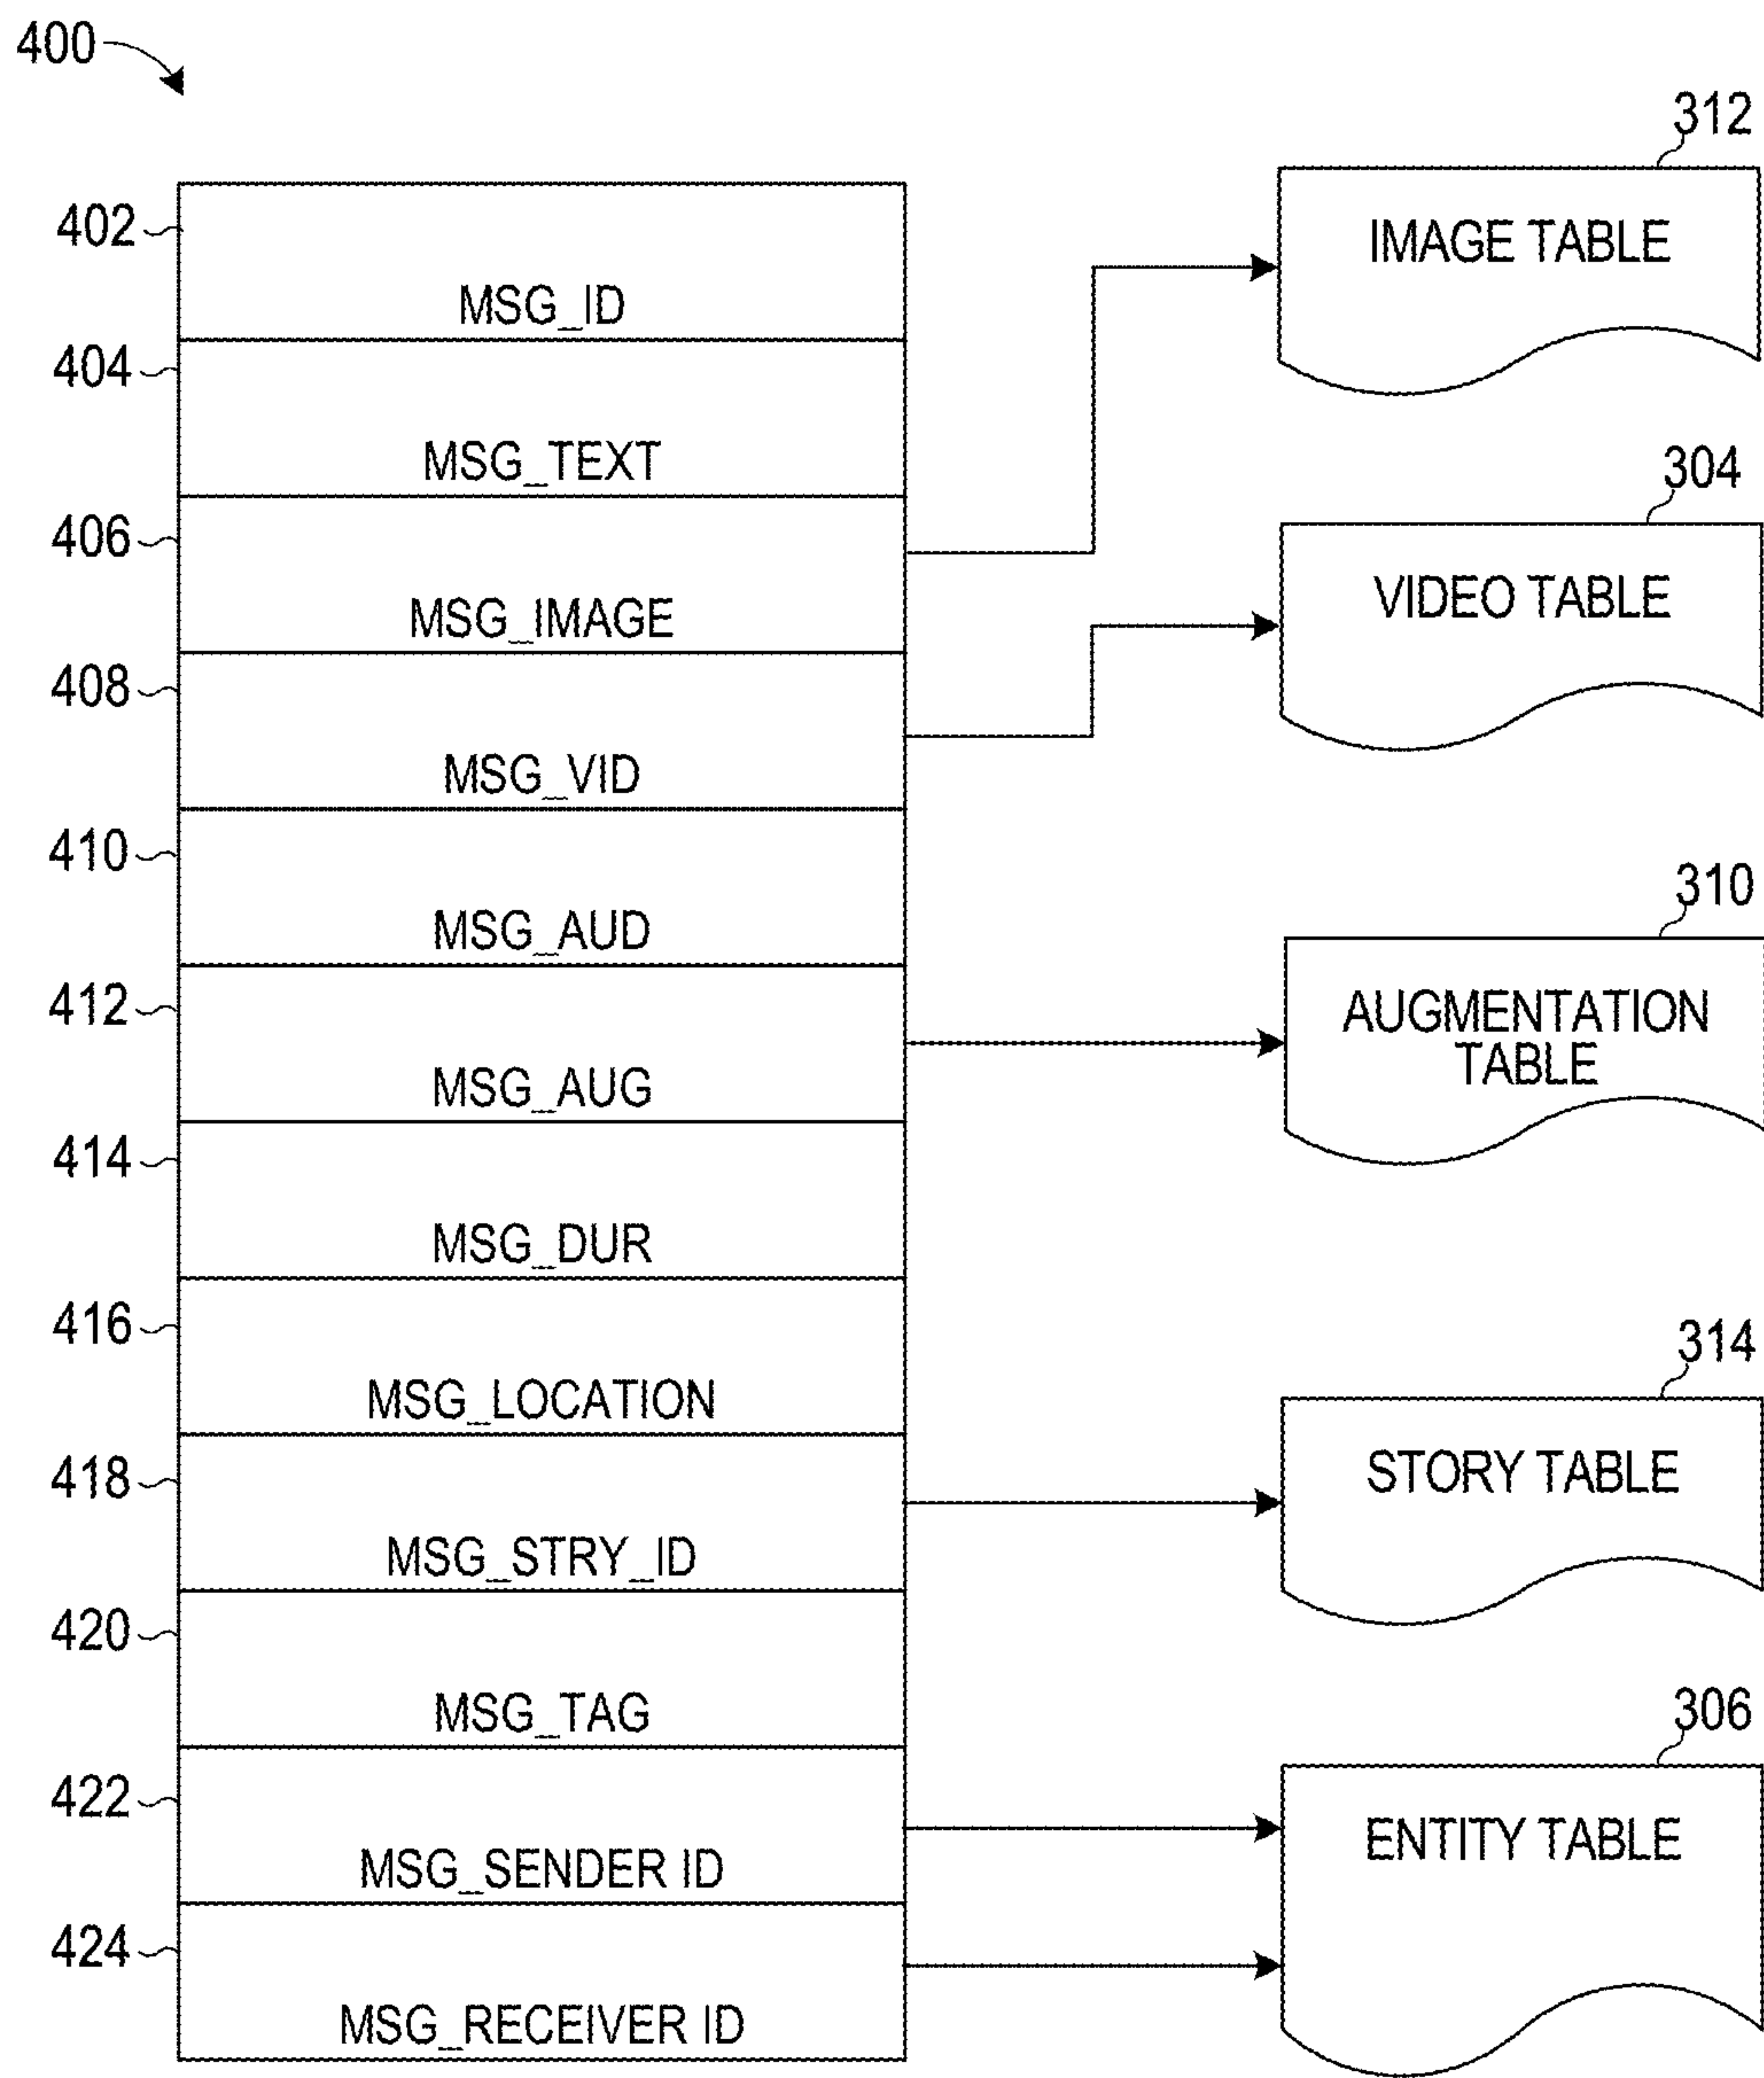 400
402
MSG_ID
404
MSG_TEXT
406
MSG_IMAGE
408
MSG_VID
410
MSG_AUD
412
MSG_AUG
414
MSG_DUR
416
MSG_LOCATION
418
MSG_STRY_ID
420
MSG_TAG
422
MSG_SENDER ID
424
MSG_RECEIVER ID
312
IMAGE TABLE
304
VIDEO TABLE
310
AUGMENTATION
TABLE
314
STORY TABLE
306
ENTITY TABLE